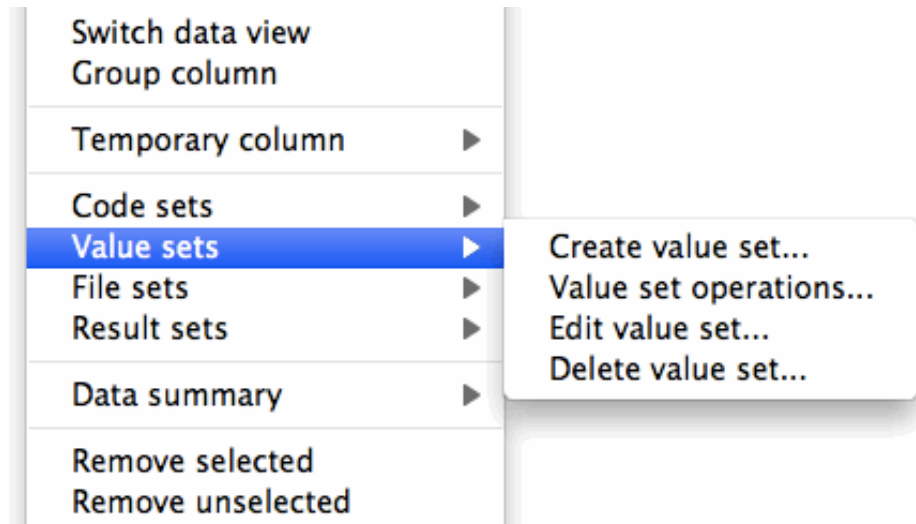 Switch data view
Group column
Temporary column
Code sets
Value sets
File sets
Result sets
Data summary
Remove selected
Remove unselected
Create value set...
Value set operations...
Edit value set...
Delete value set...